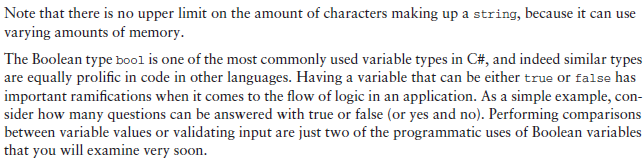 Note that there is no upper limit on the amount of characters making up a string, because it can use
varying amounts of memory.
The Boolean type bool is one of the most commonly used variable types in C#, and indeed similar types
are equally prolific in code in other languages. Having a variable that can be either true or false has
important ramifications when it comes to the flow of logic in an application. As a simple example, con-
sider how many questions can be answered with true or false (or yes and no). Performing comparisons
between variable values or validating input are just two of the programmatic uses of Boolean variables
that you will examine very soon.